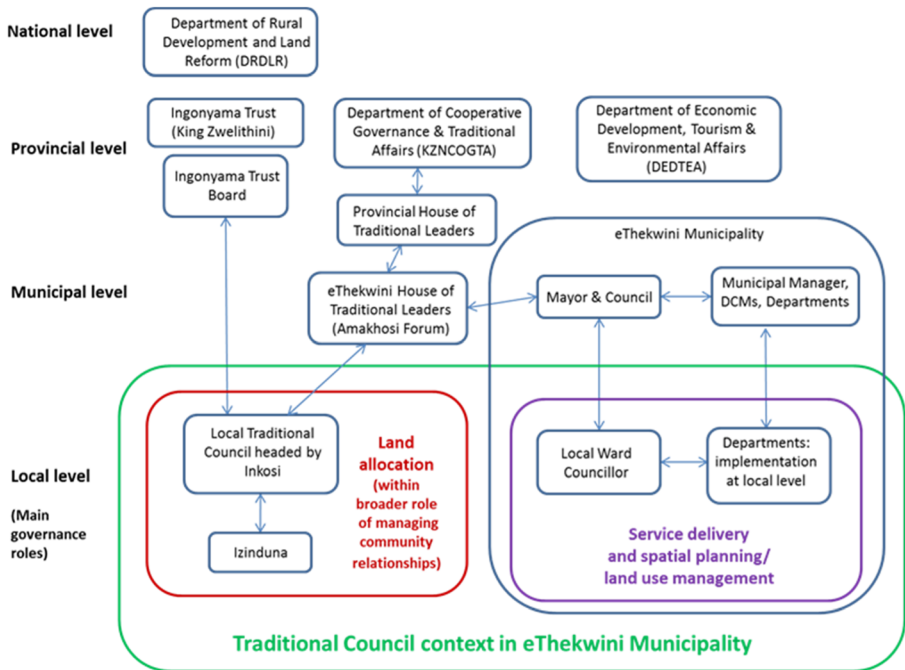 National level
Department of Rural
Development and Land
Reform (DRDLR)
Provincial level
Ingonyama Trust
(King Zwelithini)
Ingonyama Trust
Board
Department of Cooperative
Governance & Traditional
Affairs (KZNCOGTA)
Provincial House of
Traditional Leaders
Department of Economic
Development, Tourism &
Environmental Affairs
(DEDTEA)
eThekwini Municipality
Municipal level
eThekwini House of
Traditional Leaders
(Amakhosi Forum)
Mayor & Council
Municipal Manager,
DCMs, Departments
Local level
(Main
governance
roles)
Local Traditional
Council headed by
Inkosi
Izinduna
Land
allocation
(within
broader role
of managing
community
relationships)
Local Ward
Councillor
Departments:
implementation
at local level
Service delivery
and spatial planning/
land use management
Traditional Council context in eThekwini Municipality